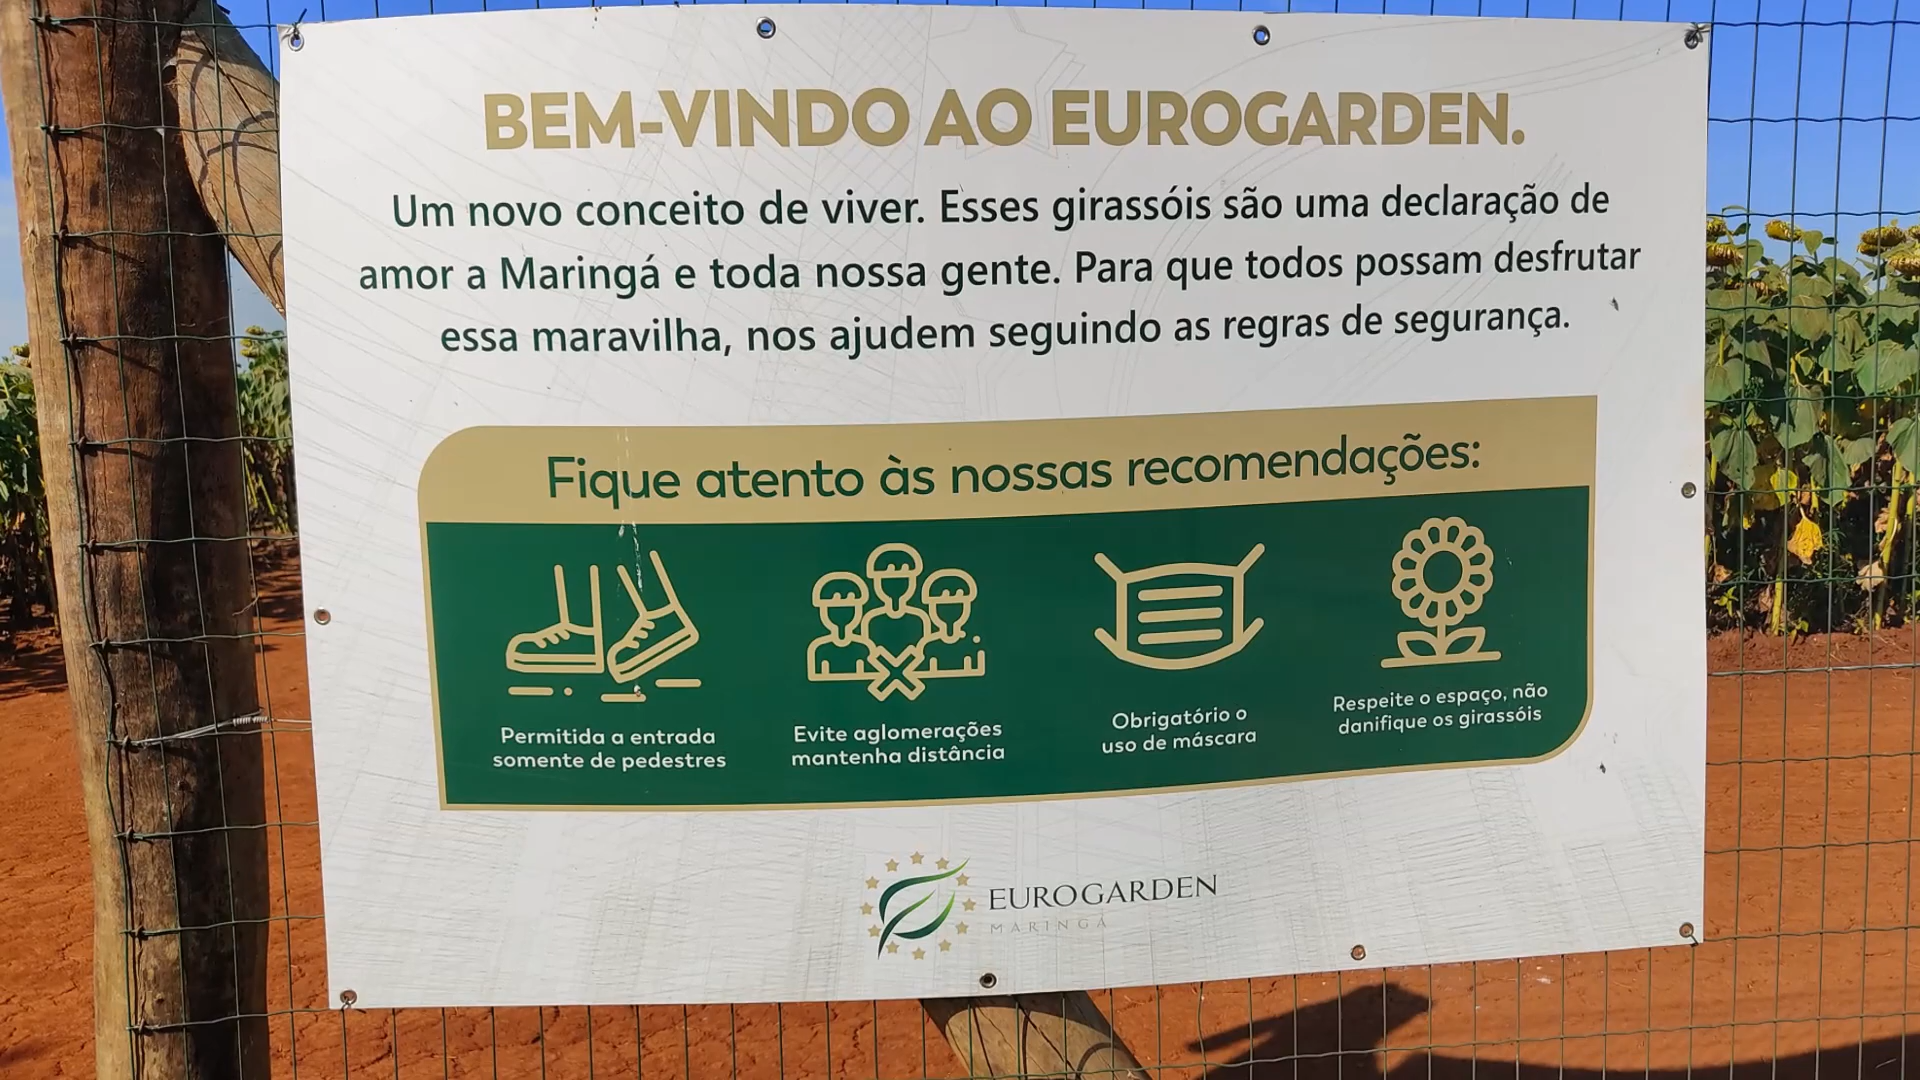 BEM-VINDO AO EUROGARDEN.
Um novo conceito de viver. Esses girassóis são uma declaração de
amor a Maringá e toda nossa gente. Para que todos possam desfrutar
essa maravilha, nos ajudem seguindo as regras de segurança.
Fique atento às nossas recomendações:
Permitida a entrada
somente de pedestres
Evite aglomerações
mantenha distância
Obrigatório o
uso de máscara
Respeite o espaço, não
danifique os girassóis
EUROGARDEN
MARINGÁ